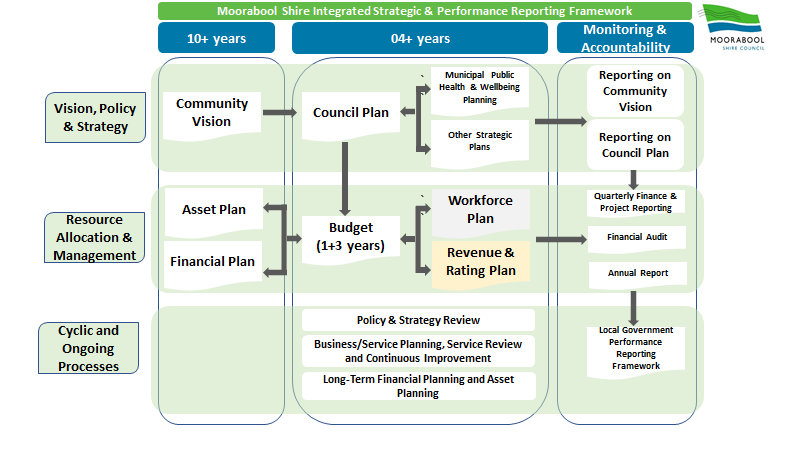 Moorabool Shire Integrated Strategic & Performance Reporting Framework
MOORABOOL
SHIRE COUNCIL
10+ years
04+ years
Monitoring &
Accountability
Vision, Policy
& Strategy
Community
Vision
Council Plan
Municipal Public
Health & Wellbeing
Planning
Other Strategic
Plans
Reporting on
Community
Vision
Reporting on
Council Plan
Resource
Allocation &
Management
Asset Plan
Financial Plan
Budget
(1+3 years)
Workforce
Plan
Revenue &
Rating Plan
Quarterly Finance &
Project Reporting
Financial Audit
Annual Report
Cyclic and
Ongoing
Processes
Policy & Strategy Review
Business/Service Planning, Service Review
and Continuous Improvement
Long-Term Financial Planning and Asset
Planning
Local Government
Performance
Reporting
Framework